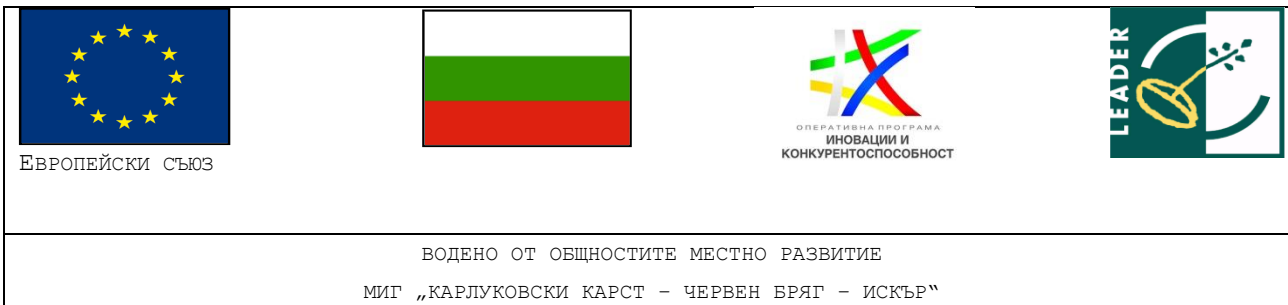 ЕВРОПЕЙСКИ СЪЮЗ
ОПЕРАТИВНА ПРОГРАМА
ИНОВАЦИИ И
КОНКУРЕНТОСПОСОБНОСТ
LEADER
ВОДЕНО ОТ ОБЩНОСТИТЕ МЕСТНО РАЗВИТИЕ
МИГ „КАРЛУКОВСКИ КАРСТ – ЧЕРВЕН БРЯГ – ИСКЪР“